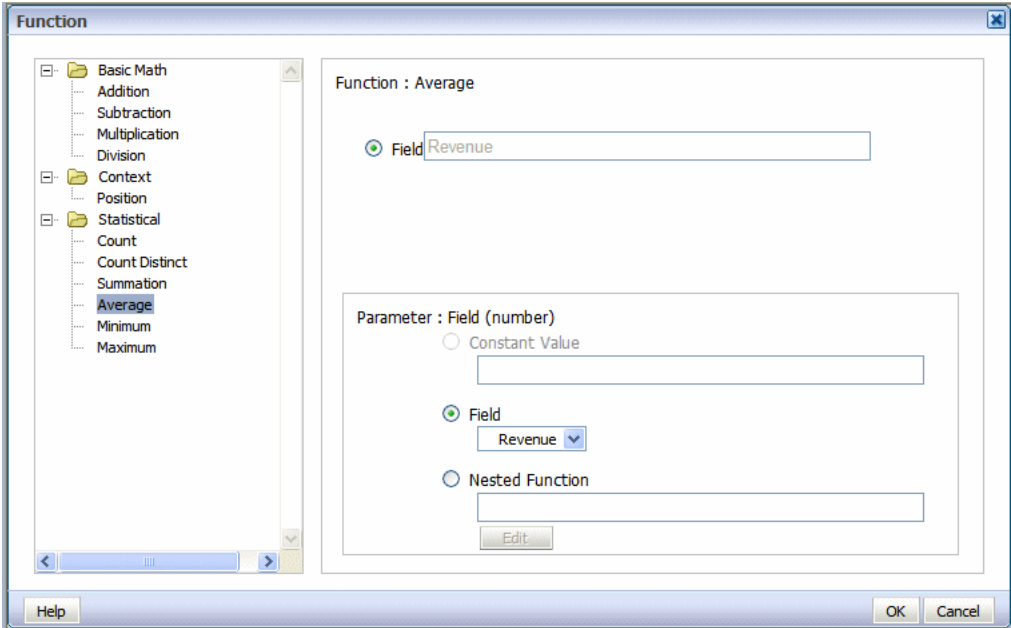 Function
Basic Math
Addition
Subtraction
Multiplication
Division
Context
Position
Statistical
Count
Count Distinct
Summation
Average
Minimum
Maximum
Function : Average
Field Revenue
Parameter : Field (number)
Constant Value
Field
Revenue
Nested Function
Edit
Help
OK Cancel